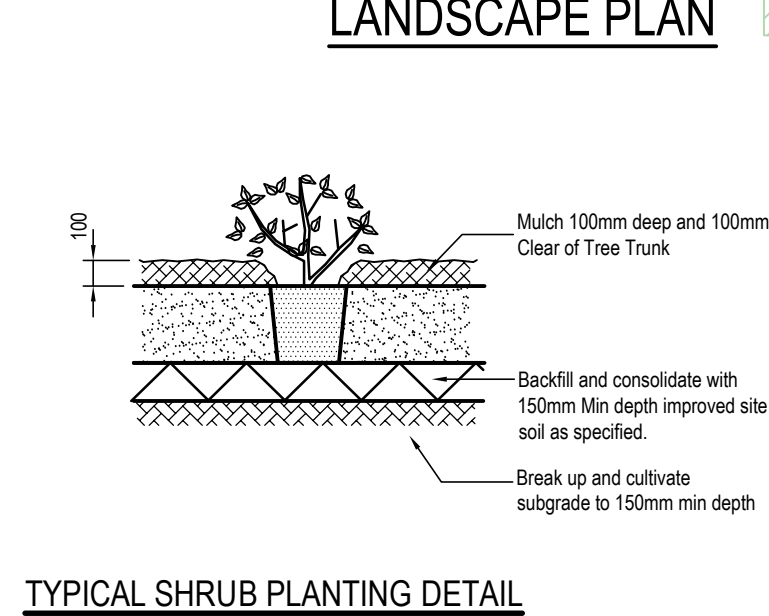 LANDSCAPE PLAN
100
Mulch 100mm deep and 100mm
Clear of Tree Trunk
Backfill and consolidate with
150mm Min depth improved site
soil as specified.
Break up and cultivate
subgrade to 150mm min depth
TYPICAL SHRUB PLANTING DETAIL